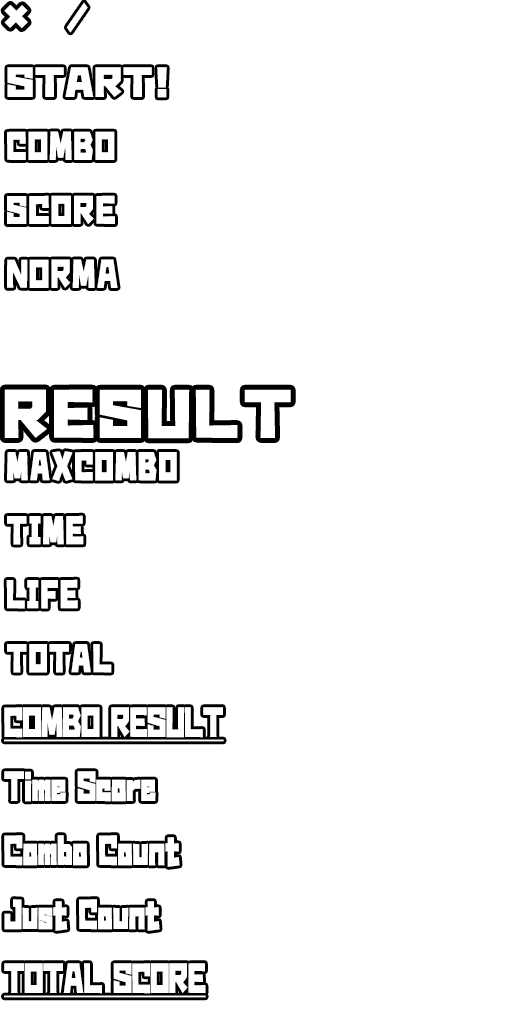 × /
START!
COMBO
SCORE
NORMA
RESULT
MAXCOMBO
TIME
LIFE
TOTAL
COMBO RESULT
Time Score
Combo Count
Just Count
TOTAL SCORE